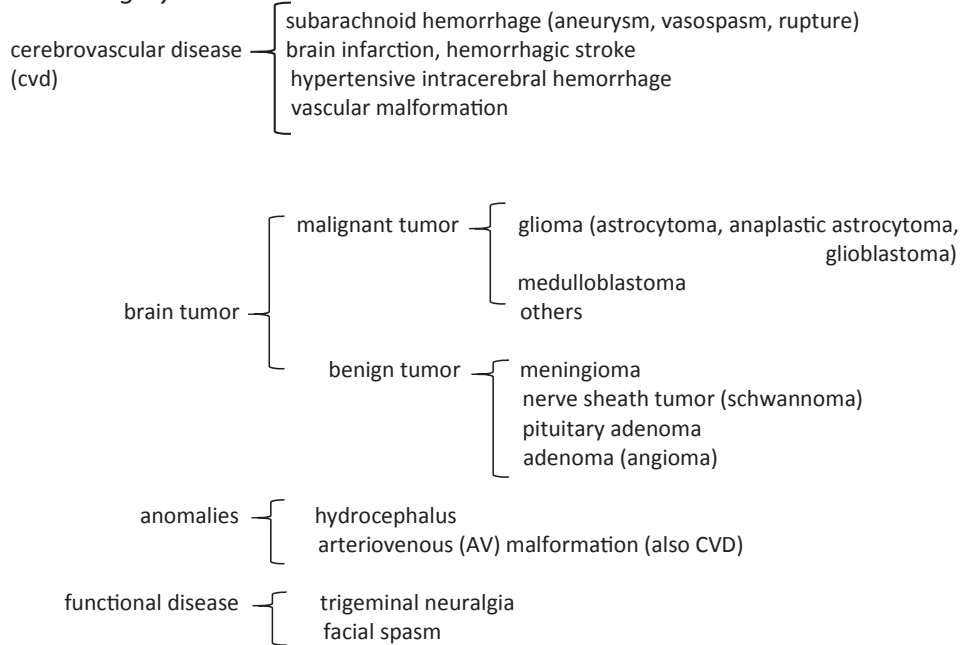 subarachnoid hemorrhage (aneurysm, vasospasm, rupture)
cerebrovascular disease
(cvd)
brain infarction, hemorrhagic stroke
hypertensive intracerebral hemorrhage
vascular malformation
brain tumor
malignant tumor
glioma (astrocytoma, anaplastic astrocytoma,
glioblastoma)
medulloblastoma
others
benign tumor
meningioma
nerve sheath tumor (schwannoma)
pituitary adenoma
adenoma (angioma)
anomalies
hydrocephalus
arteriovenous (AV) malformation (also CVD)
functional disease
trigeminal neuralgia
facial spasm